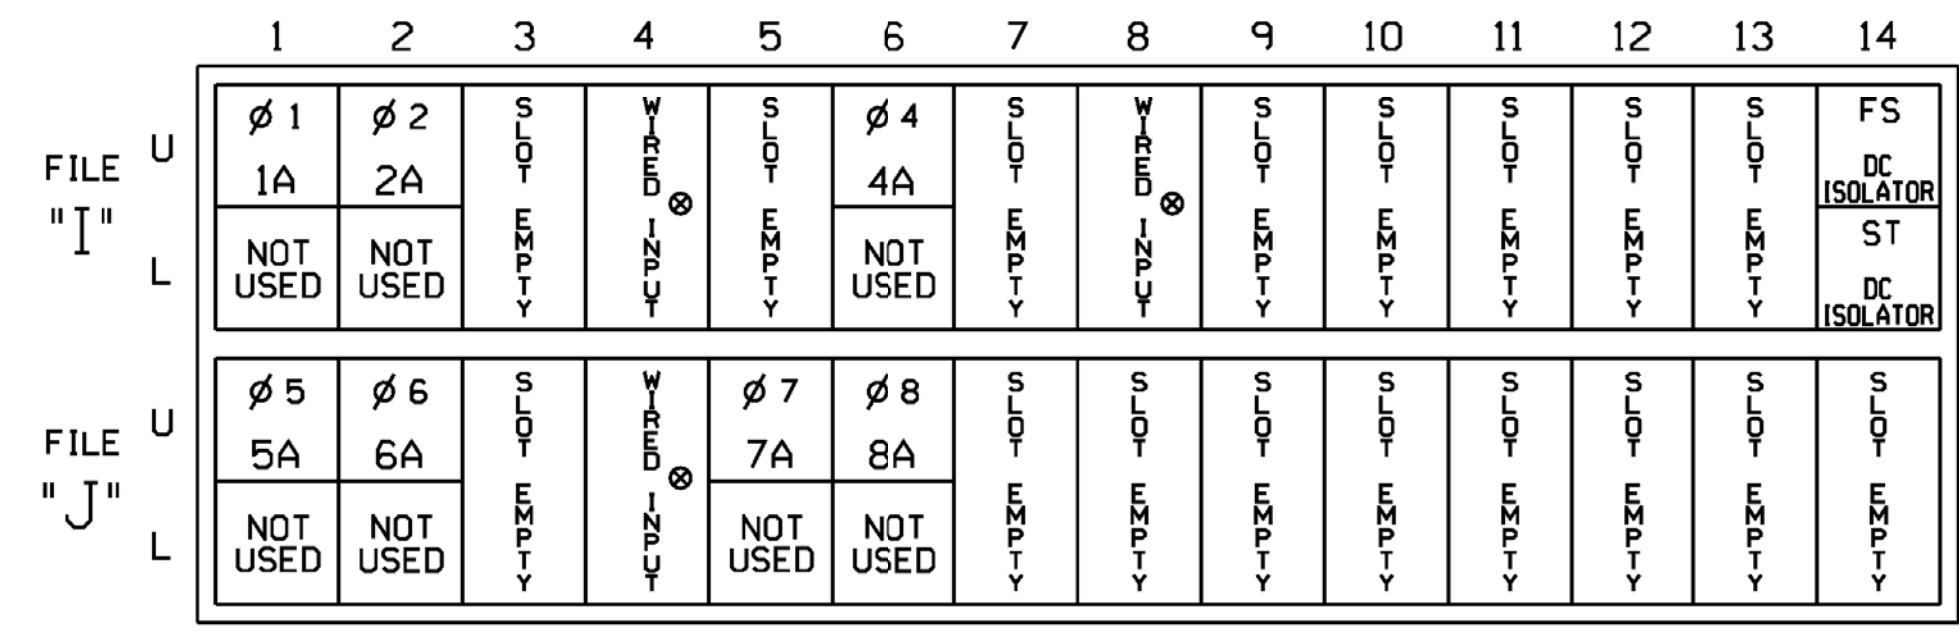 1 2 3 4 5 6 7 8 9 10 11 12 13 14
FILE "I"
U
L
Ø 1
1A
NOT USED
Ø 2
2A
NOT USED
SLOT EMPTY
WIRED INPUT ⊗
SLOT EMPTY
Ø 4
4A
NOT USED
SLOT EMPTY
WIRED INPUT ⊗
SLOT EMPTY
SLOT EMPTY
SLOT EMPTY
SLOT EMPTY
SLOT EMPTY
FS
DC
ISOLATOR
ST
DC
ISOLATOR
FILE "J"
U
L
Ø 5
5A
NOT USED
Ø 6
6A
NOT USED
SLOT EMPTY
WIRED INPUT ⊗
Ø 7
7A
NOT USED
Ø 8
8A
NOT USED
SLOT EMPTY
SLOT EMPTY
SLOT EMPTY
SLOT EMPTY
SLOT EMPTY
SLOT EMPTY
SLOT EMPTY
SLOT EMPTY